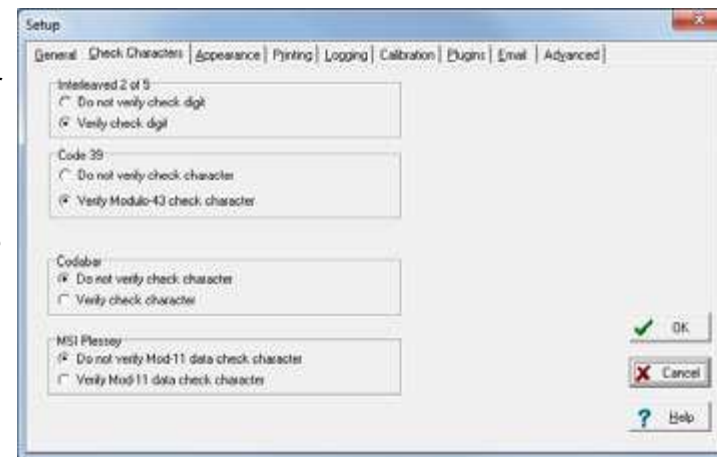 Setup
General Check Characters Appearance Printing Logging Calibration Plugins Email Advanced
Interleaved 2 of 5
Do not verify check digit
Verify check digit
Code 39
Do not verify check character
Verify Modulo-43 check character
Codabar
Do not verify check character
Verify check character
MSI Plessey
Do not verify Mod-11 data check character
Verify Mod-11 data check character
OK
Cancel
Help